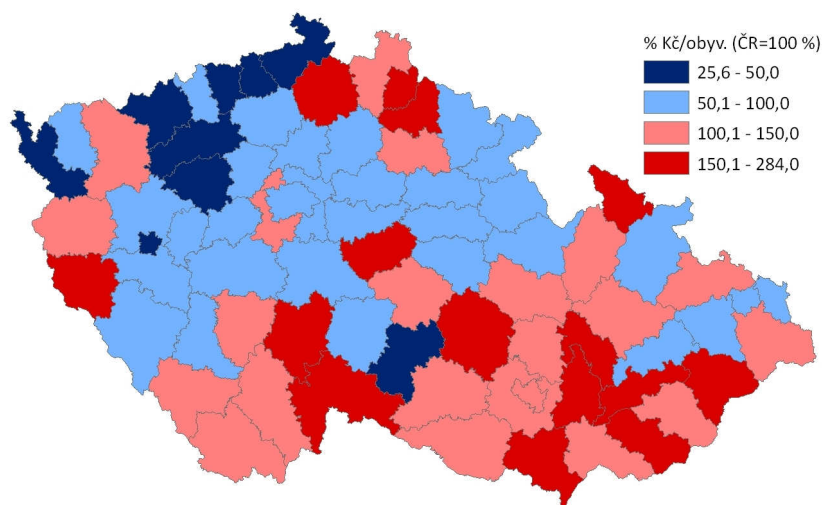 % Kč/obyv. (ČR=100 %)
25,6 - 50,0
50,1 - 100,0
100,1 - 150,0
150,1 - 284,0